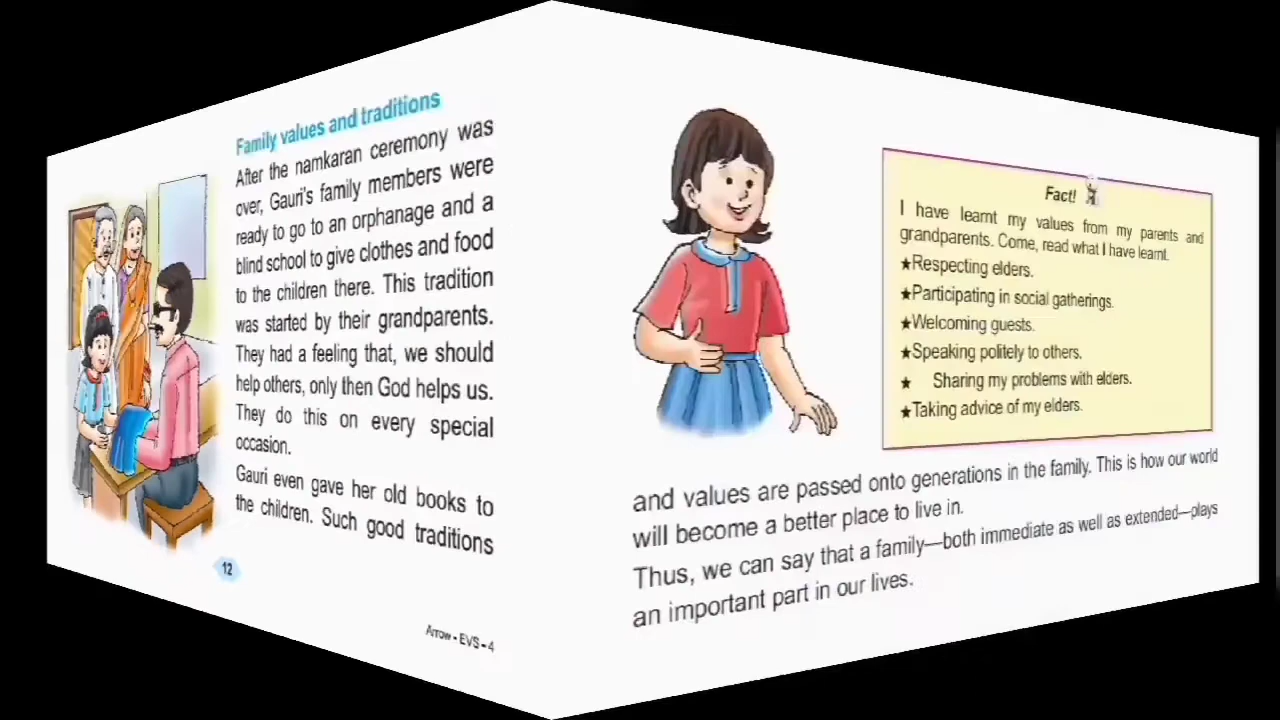 Family values and traditions
After the namkaran ceremony was
over, Gauri's family members were
ready to go to an orphanage and a
blind school to give clothes and food
to the children there. This tradition
was started by their grandparents.
They had a feeling that, we should
help others, only then God helps us.
They do this on every special
occasion.
Gauri even gave her old books to
the children. Such good traditions
12
Arrow - EVS - 4
Fact!
I have learnt my values from my parents and
grandparents. Come, read what I have learnt.
★Respecting elders.
★Participating in social gatherings.
★Welcoming guests.
★Speaking politely to others.
★ Sharing my problems with elders.
★Taking advice of my elders.
and values are passed onto generations in the family. This is how our world
will become a better place to live in.
Thus, we can say that a family—both immediate as well as extended—plays
an important part in our lives.